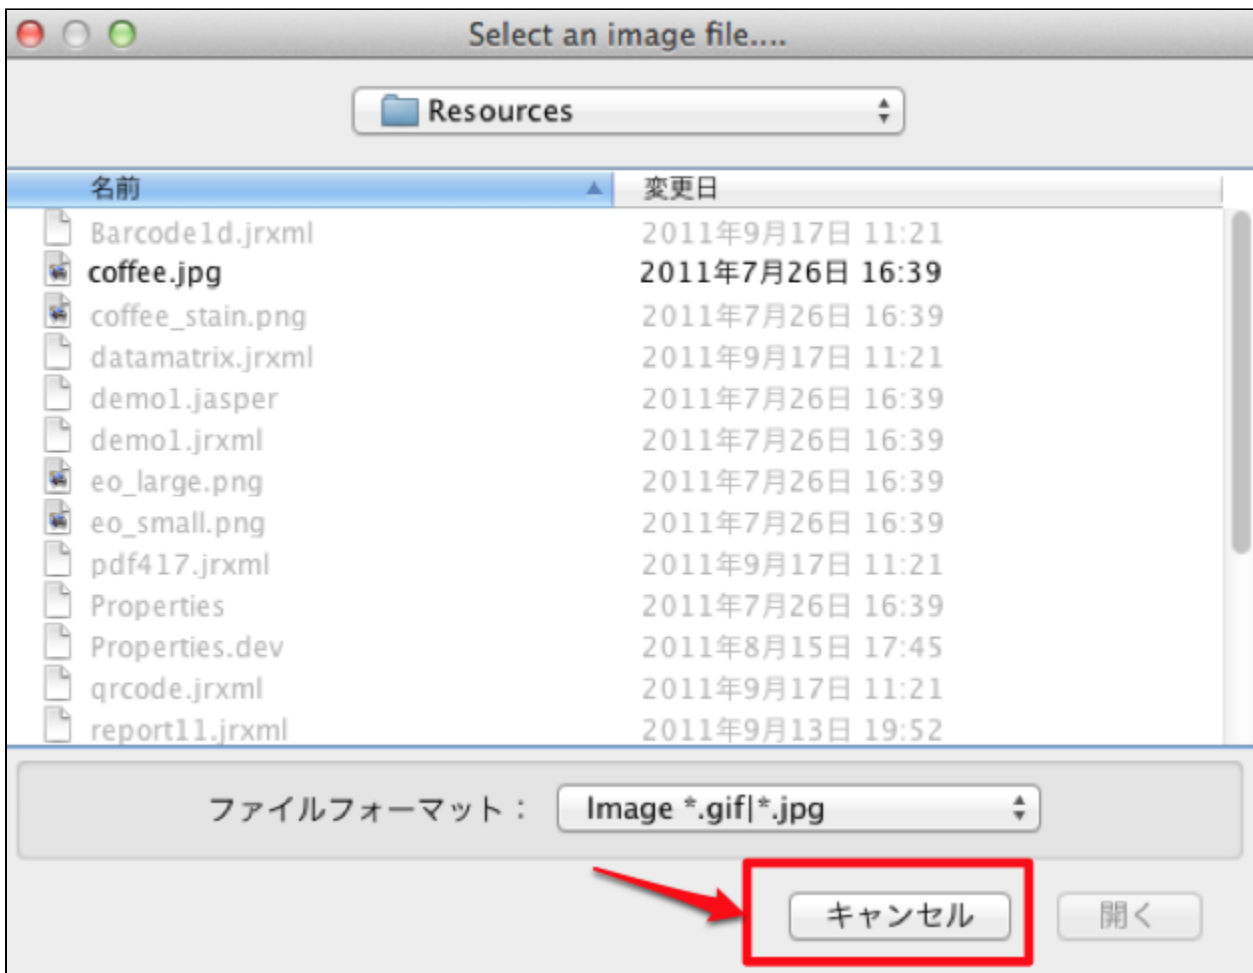 Select an image file....
Resources
名前 変更日
Barcode1d.jrxml 2011年9月17日 11:21
coffee.jpg 2011年7月26日 16:39
coffee_stain.png 2011年7月26日 16:39
datamatrix.jrxml 2011年9月17日 11:21
demo1.jasper 2011年7月26日 16:39
demo1.jrxml 2011年7月26日 16:39
eo_large.png 2011年7月26日 16:39
eo_small.png 2011年7月26日 16:39
pdf417.jrxml 2011年9月17日 11:21
Properties 2011年7月26日 16:39
Properties.dev 2011年8月15日 17:45
qrcode.jrxml 2011年9月17日 11:21
report11.jrxml 2011年9月13日 19:52
ファイルフォーマット： Image *.gif|*.jpg
キャンセル 開く